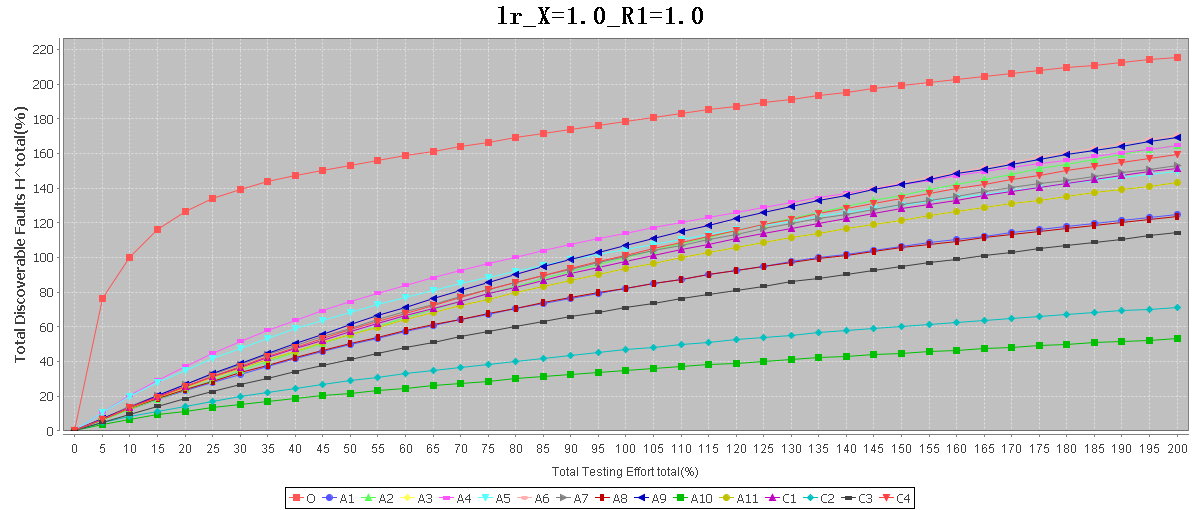 lr_X=1.0_R1=1.0
Total Discoverable Faults H^total(%)
220
200
180
160
140
120
100
80
60
40
20
0
0 5 10 15 20 25 30 35 40 45 50 55 60 65 70 75 80 85 90 95 100 105 110 115 120 125 130 135 140 145 150 155 160 165 170 175 180 185 190 195 200
Total Testing Effort total(%)
O A1 A2 A3 A4 A5 A6 A7 A8 A9 A10 A11 C1 C2 C3 C4